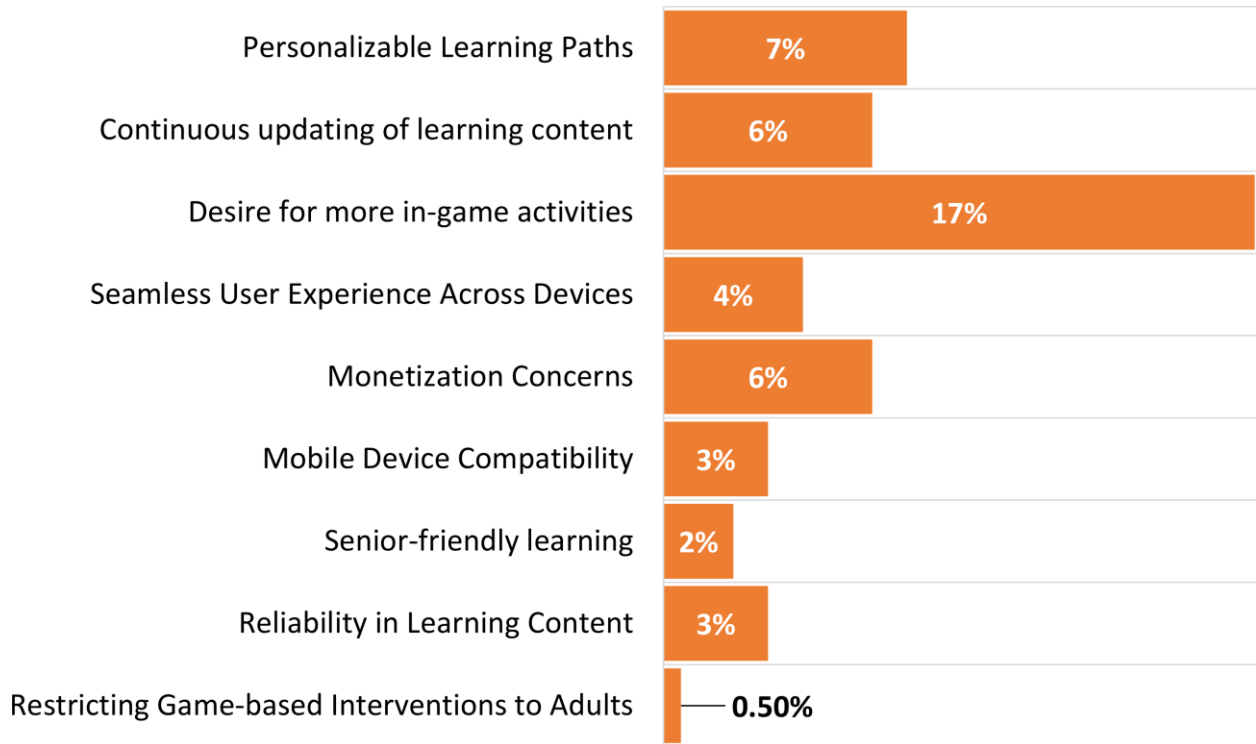 Personalizable Learning Paths 7%
Continuous updating of learning content 6%
Desire for more in-game activities 17%
Seamless User Experience Across Devices 4%
Monetization Concerns 6%
Mobile Device Compatibility 3%
Senior-friendly learning 2%
Reliability in Learning Content 3%
Restricting Game-based Interventions to Adults 0.50%